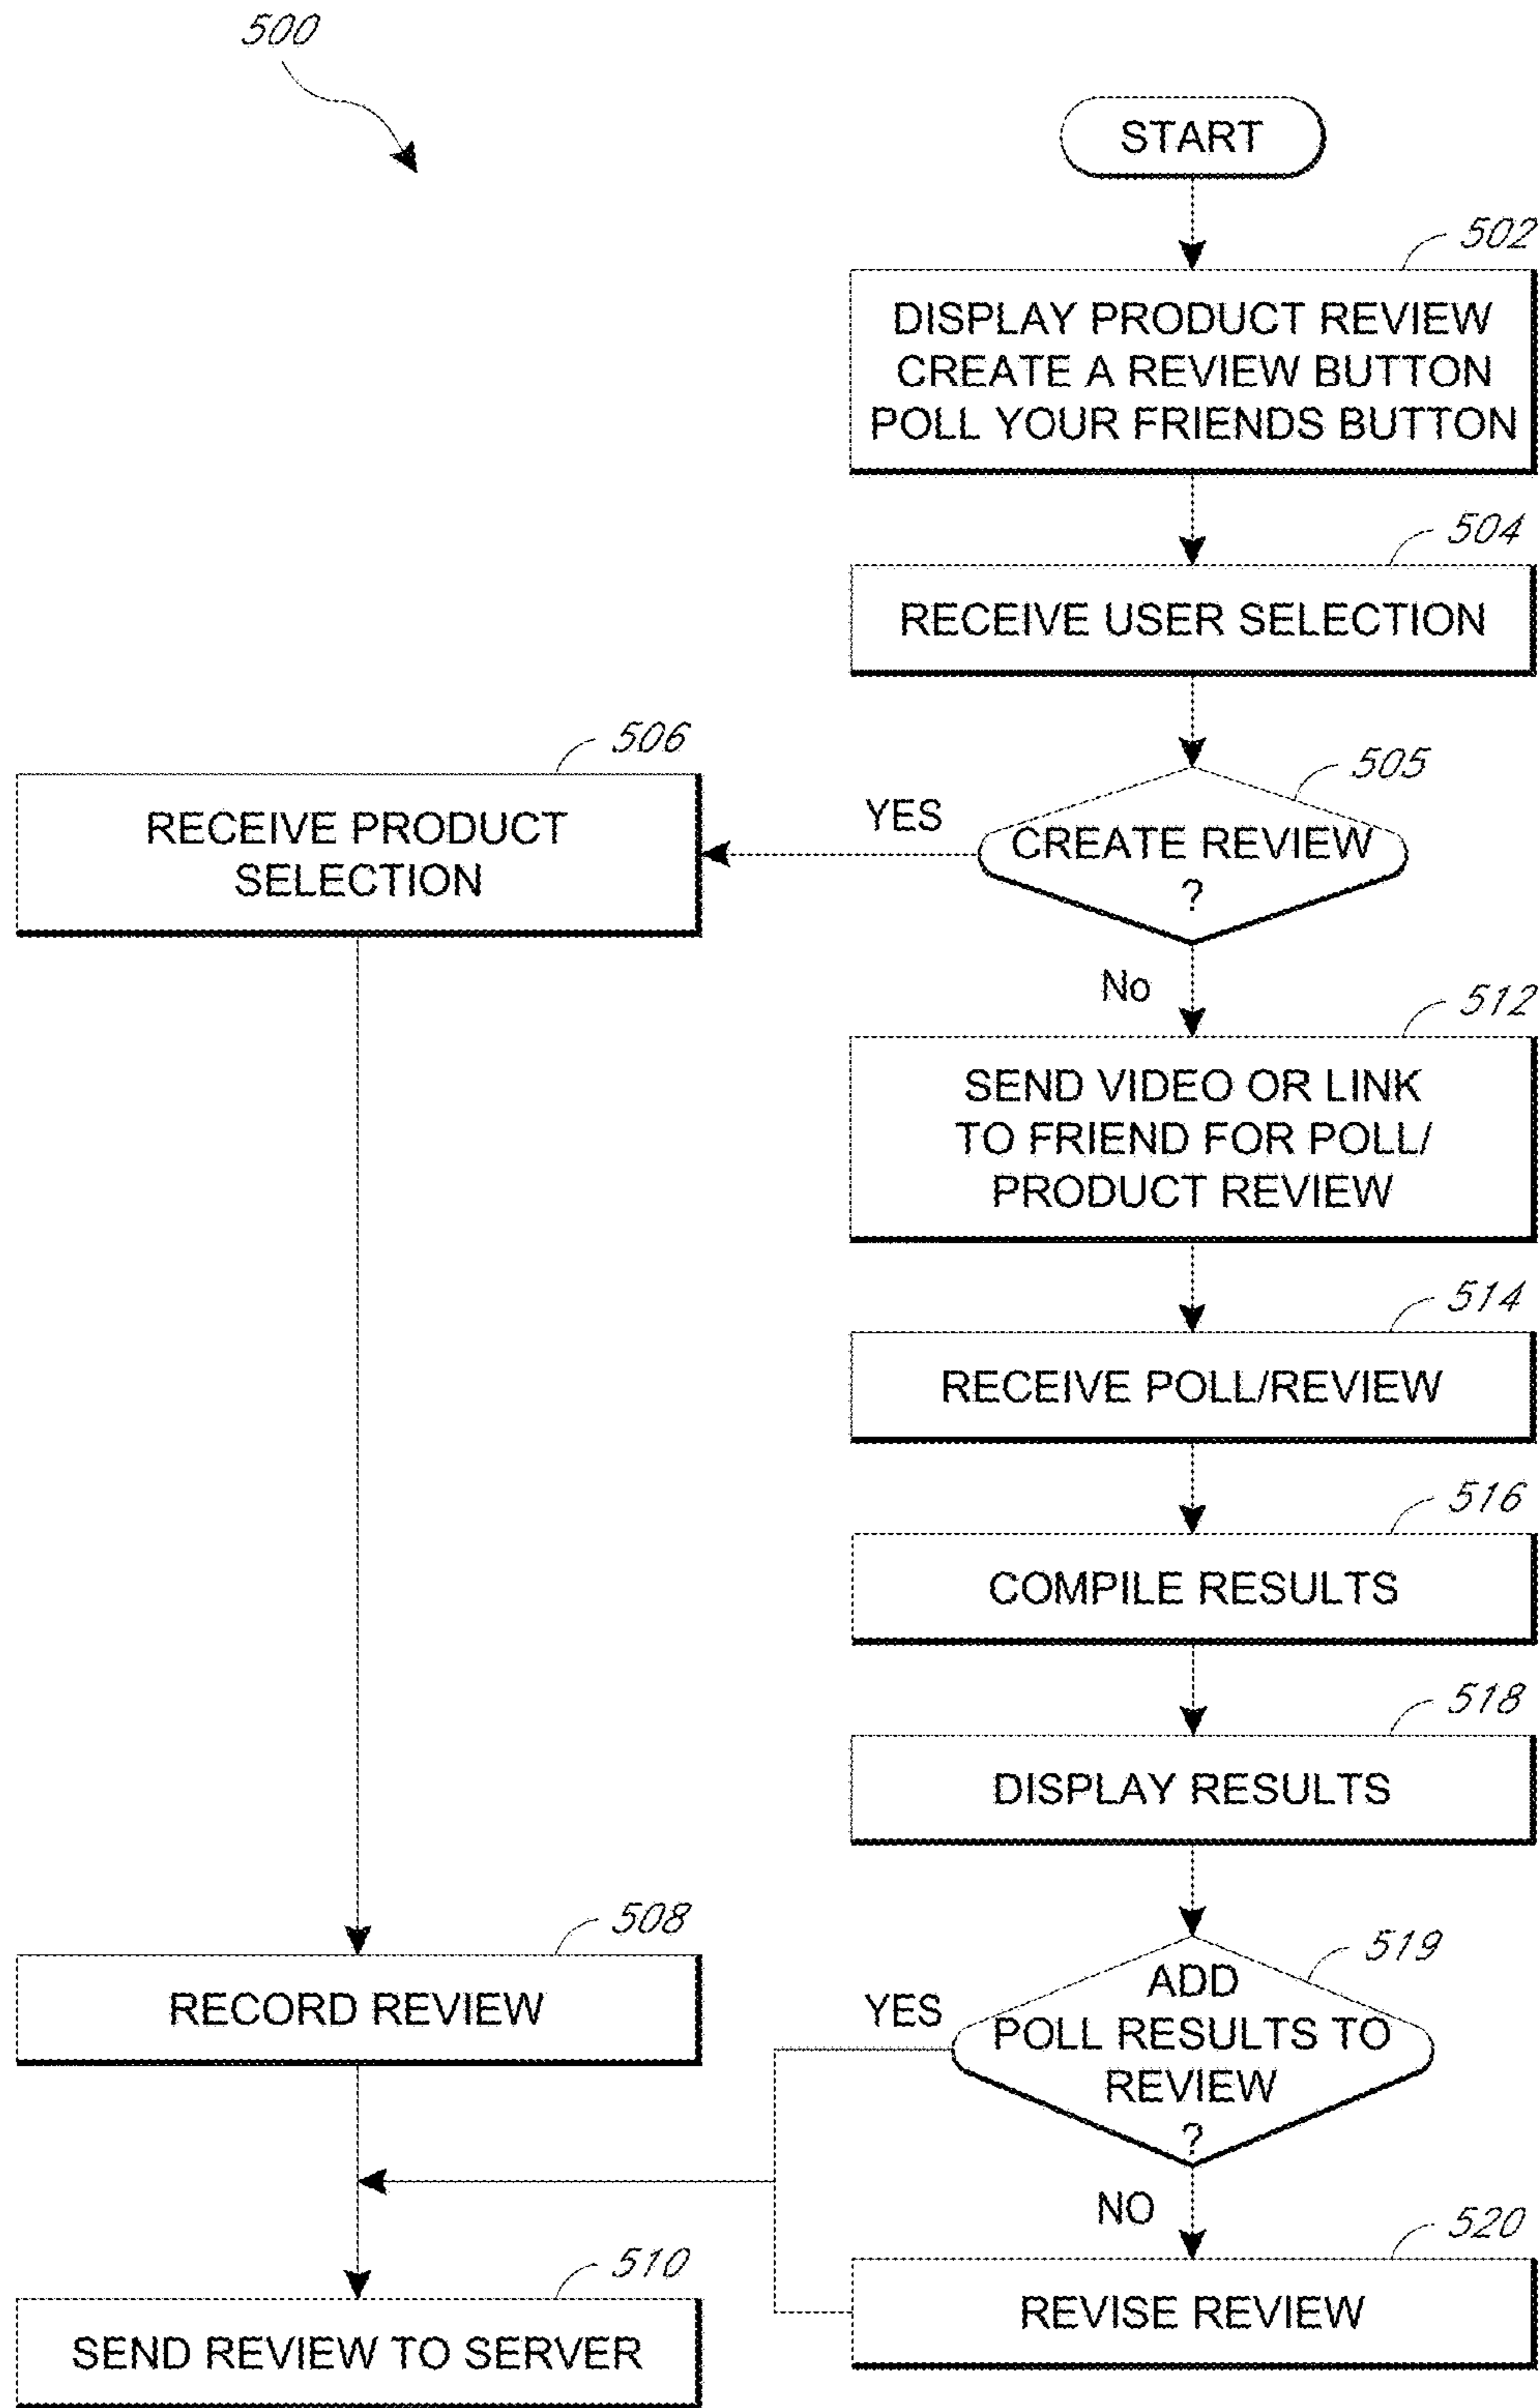 500
START
502
DISPLAY PRODUCT REVIEW
CREATE A REVIEW BUTTON
POLL YOUR FRIENDS BUTTON
504
RECEIVE USER SELECTION
505
CREATE REVIEW
?
YES
506
RECEIVE PRODUCT
SELECTION
No
512
SEND VIDEO OR LINK
TO FRIEND FOR POLL/
PRODUCT REVIEW
514
RECEIVE POLL/REVIEW
516
COMPILE RESULTS
518
DISPLAY RESULTS
508
RECORD REVIEW
519
ADD
POLL RESULTS TO
REVIEW
?
YES
NO
520
REVISE REVIEW
510
SEND REVIEW TO SERVER